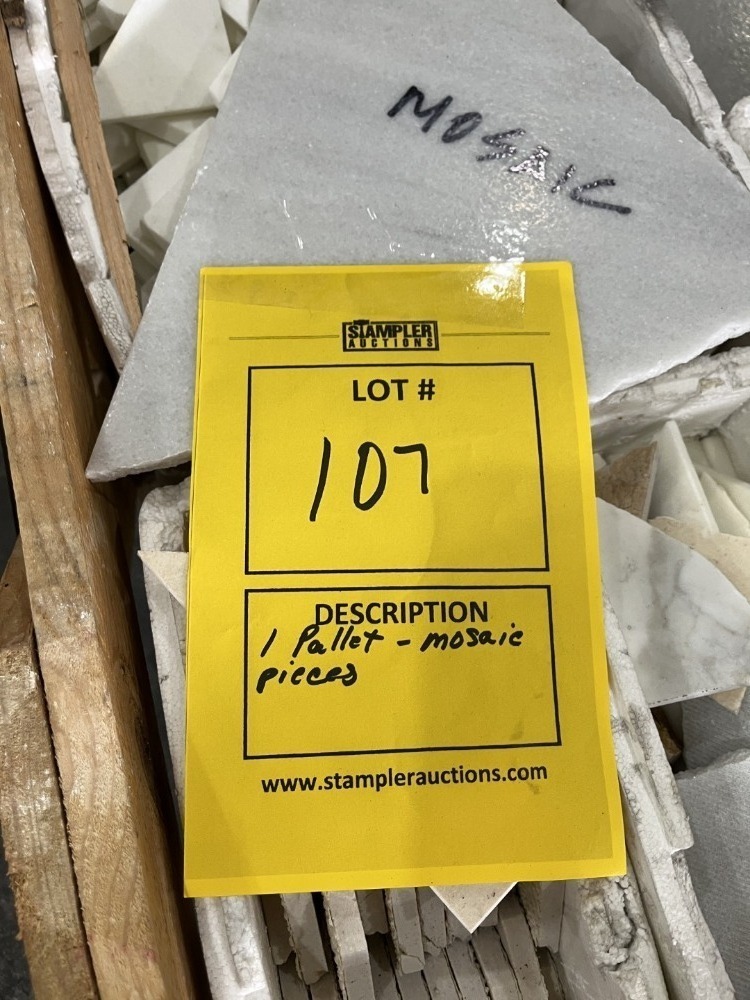 MOSAIC
STAMPLER
AUCTIONS
LOT #
107
DESCRIPTION
1 Pallet - mosaic
pieces
www.stamplerauctions.com